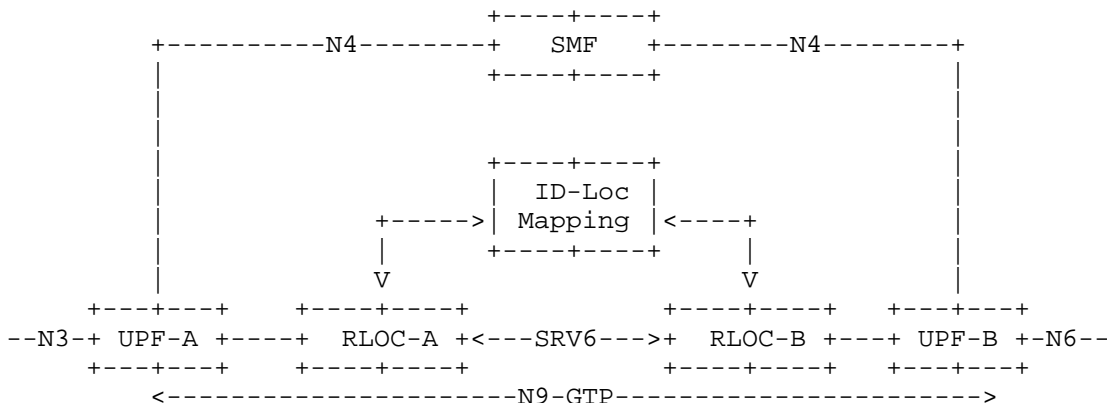 SMF
N4 N4
ID-Loc
Mapping
V V
--N3-+ UPF-A +----+ RLOC-A +<---SRV6--->+ RLOC-B +---+ UPF-B +-N6--
<----------------------N9-GTP----------------------->